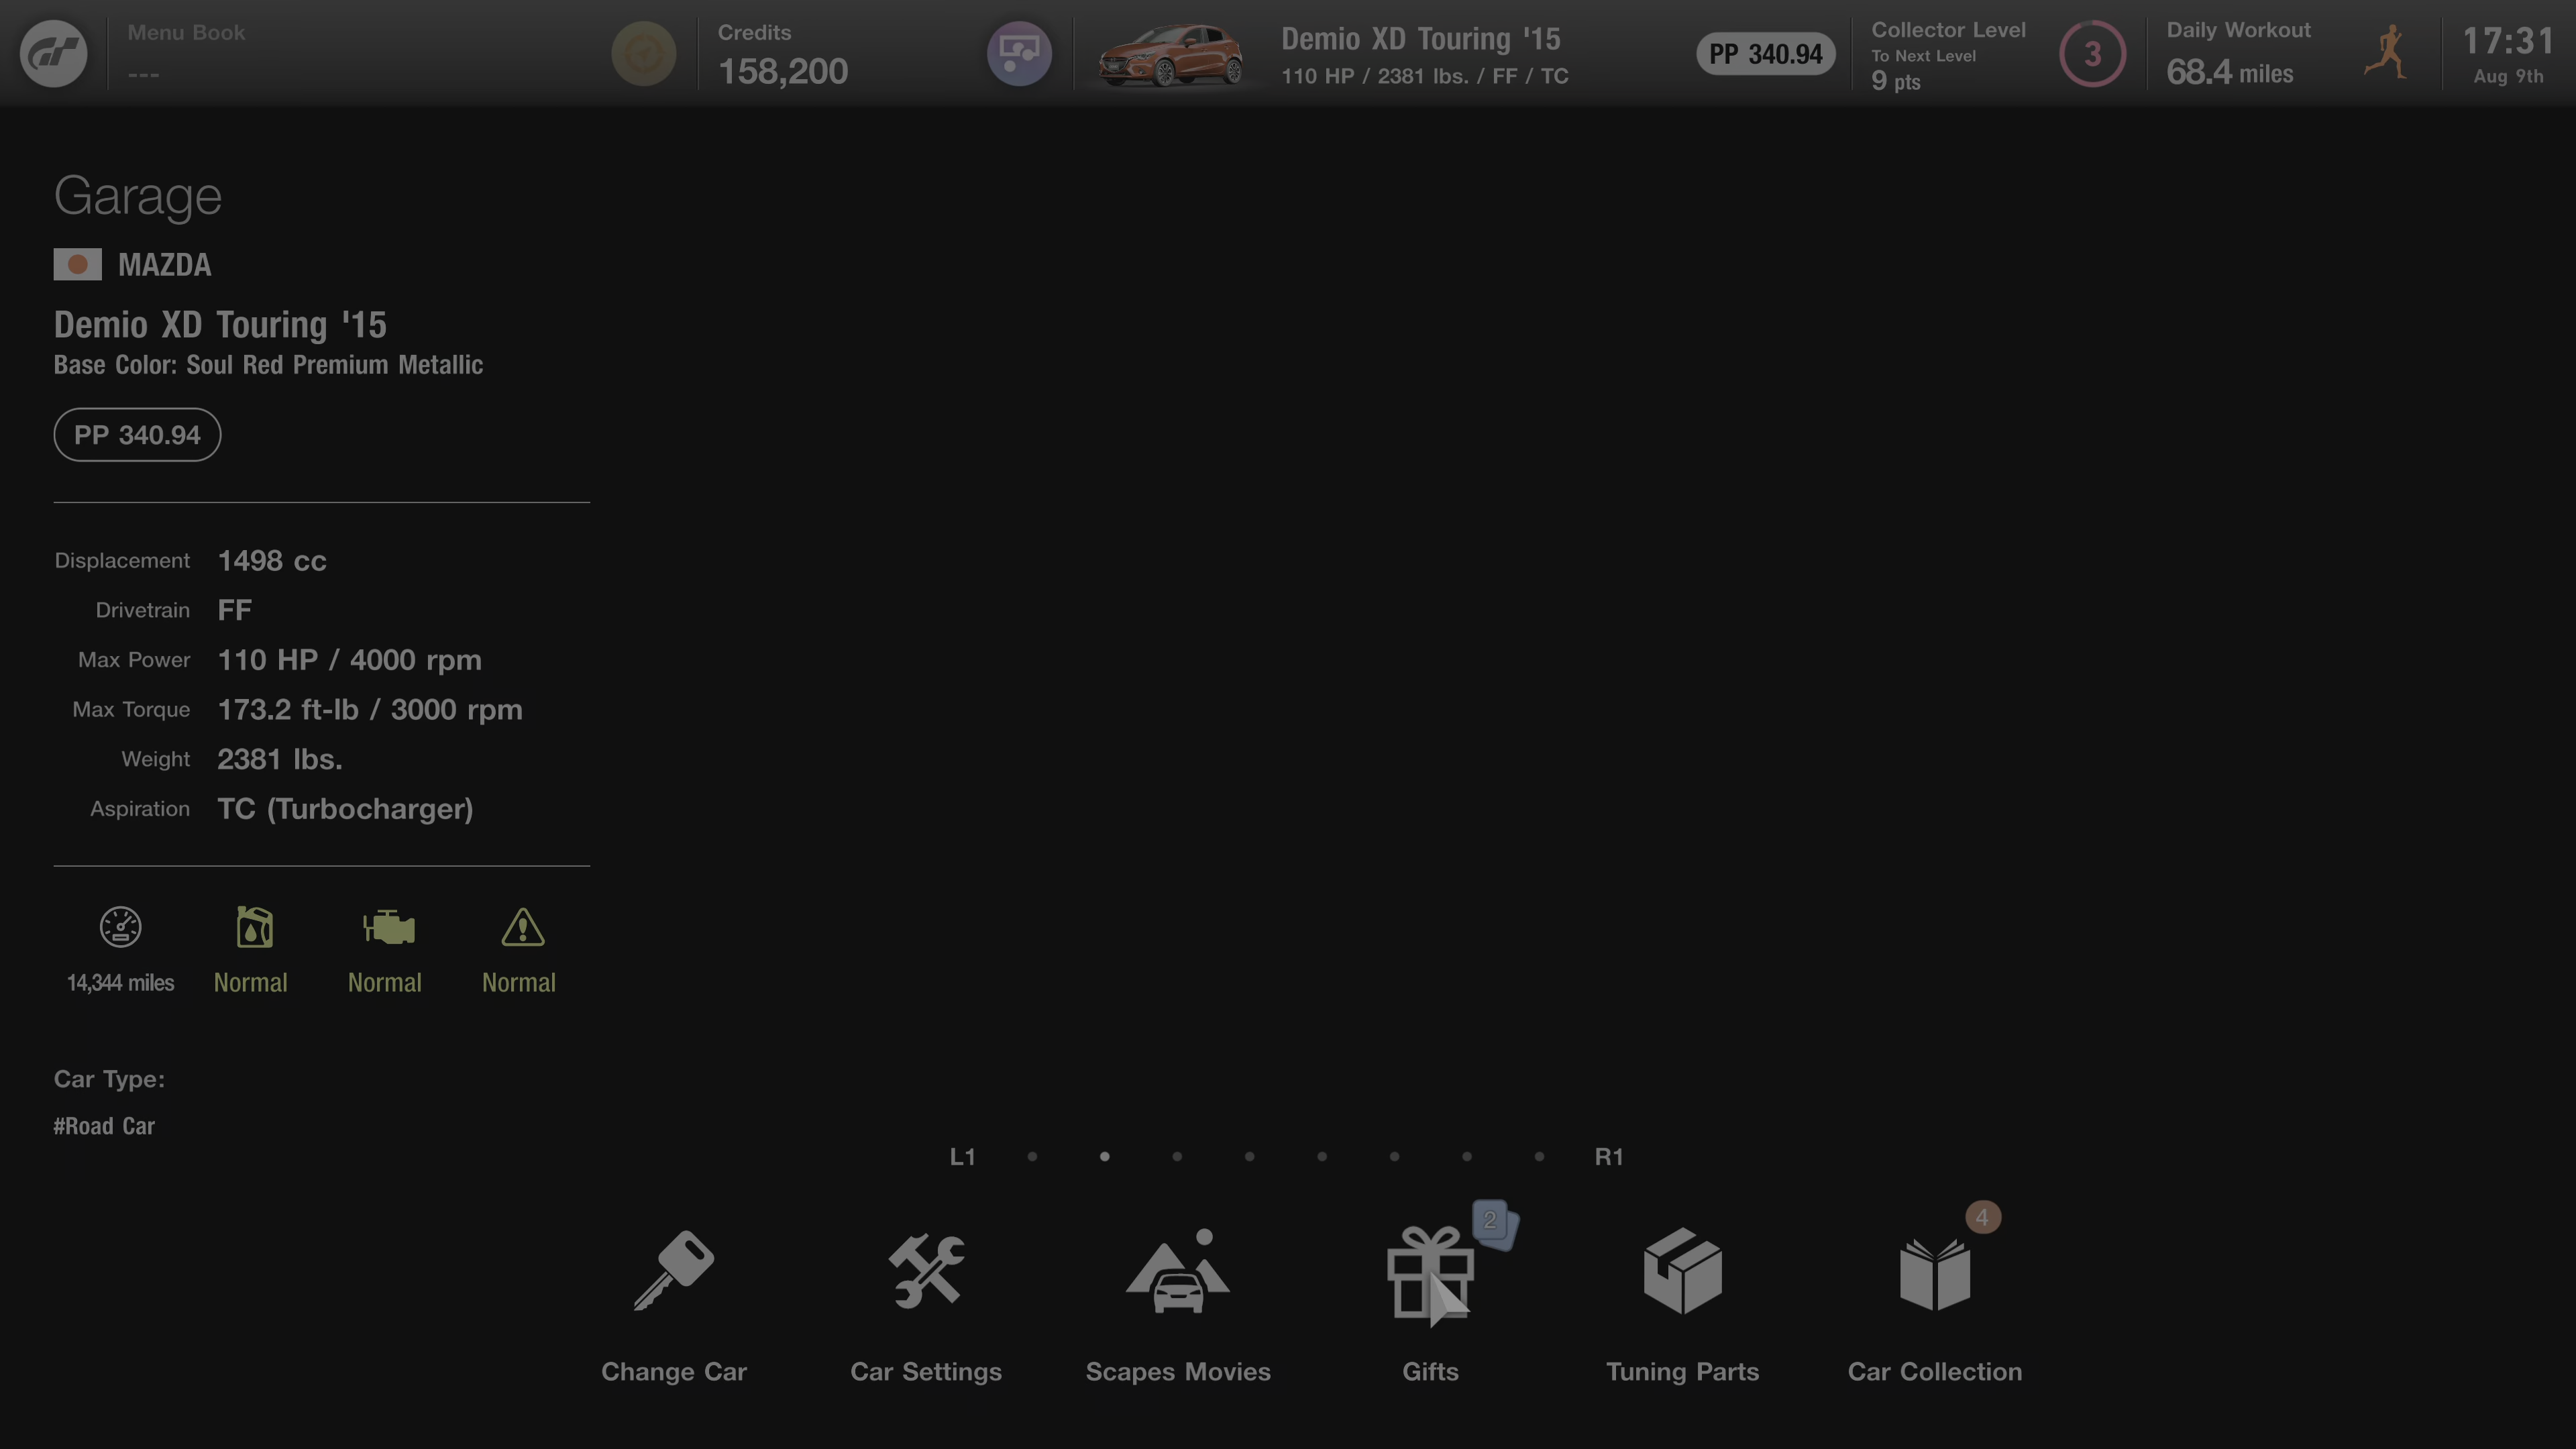 Menu Book
---
Credits
158,200
Demio XD Touring '15
110 HP / 2381 lbs. / FF / TC
PP 340.94
Collector Level
To Next Level
9 pts
3
Daily Workout
68.4 miles
17:31
Aug 9th
Garage
MAZDA
Demio XD Touring '15
Base Color: Soul Red Premium Metallic
PP 340.94
Displacement 1498 cc
Drivetrain FF
Max Power 110 HP / 4000 rpm
Max Torque 173.2 ft-lb / 3000 rpm
Weight 2381 lbs.
Aspiration TC (Turbocharger)
14,344 miles Normal Normal Normal
Car Type:
#Road Car
L1 R1
2
4
Change Car Car Settings Scapes Movies Gifts Tuning Parts Car Collection